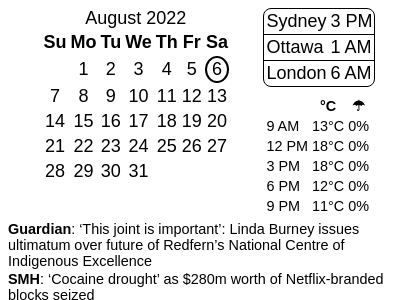 August 2022
Su Mo Tu We Th Fr Sa
1 2 3 4 5 6
7 8 9 10 11 12 13
14 15 16 17 18 19 20
21 22 23 24 25 26 27
28 29 30 31
Sydney 3 PM
Ottawa 1 AM
London 6 AM
°C ☂
9 AM 13°C 0%
12 PM 18°C 0%
3 PM 18°C 0%
6 PM 12°C 0%
9 PM 11°C 0%
Guardian: ‘This joint is important’: Linda Burney issues
ultimatum over future of Redfern’s National Centre of
Indigenous Excellence
SMH: ‘Cocaine drought’ as $280m worth of Netflix-branded
blocks seized